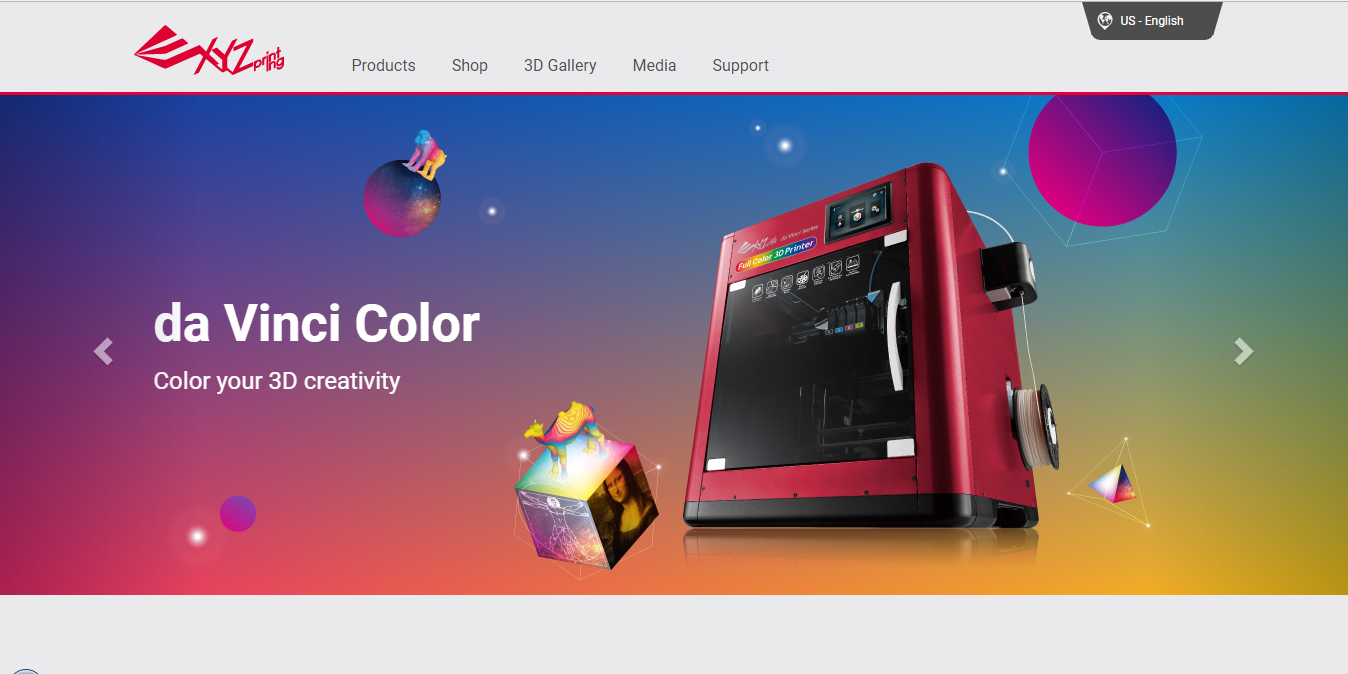 US - English
XYZprinting
Products
Shop
3D Gallery
Media
Support
XYZ da Vinci Series
Full Color 3D Printer
da Vinci Color
Color your 3D creativity